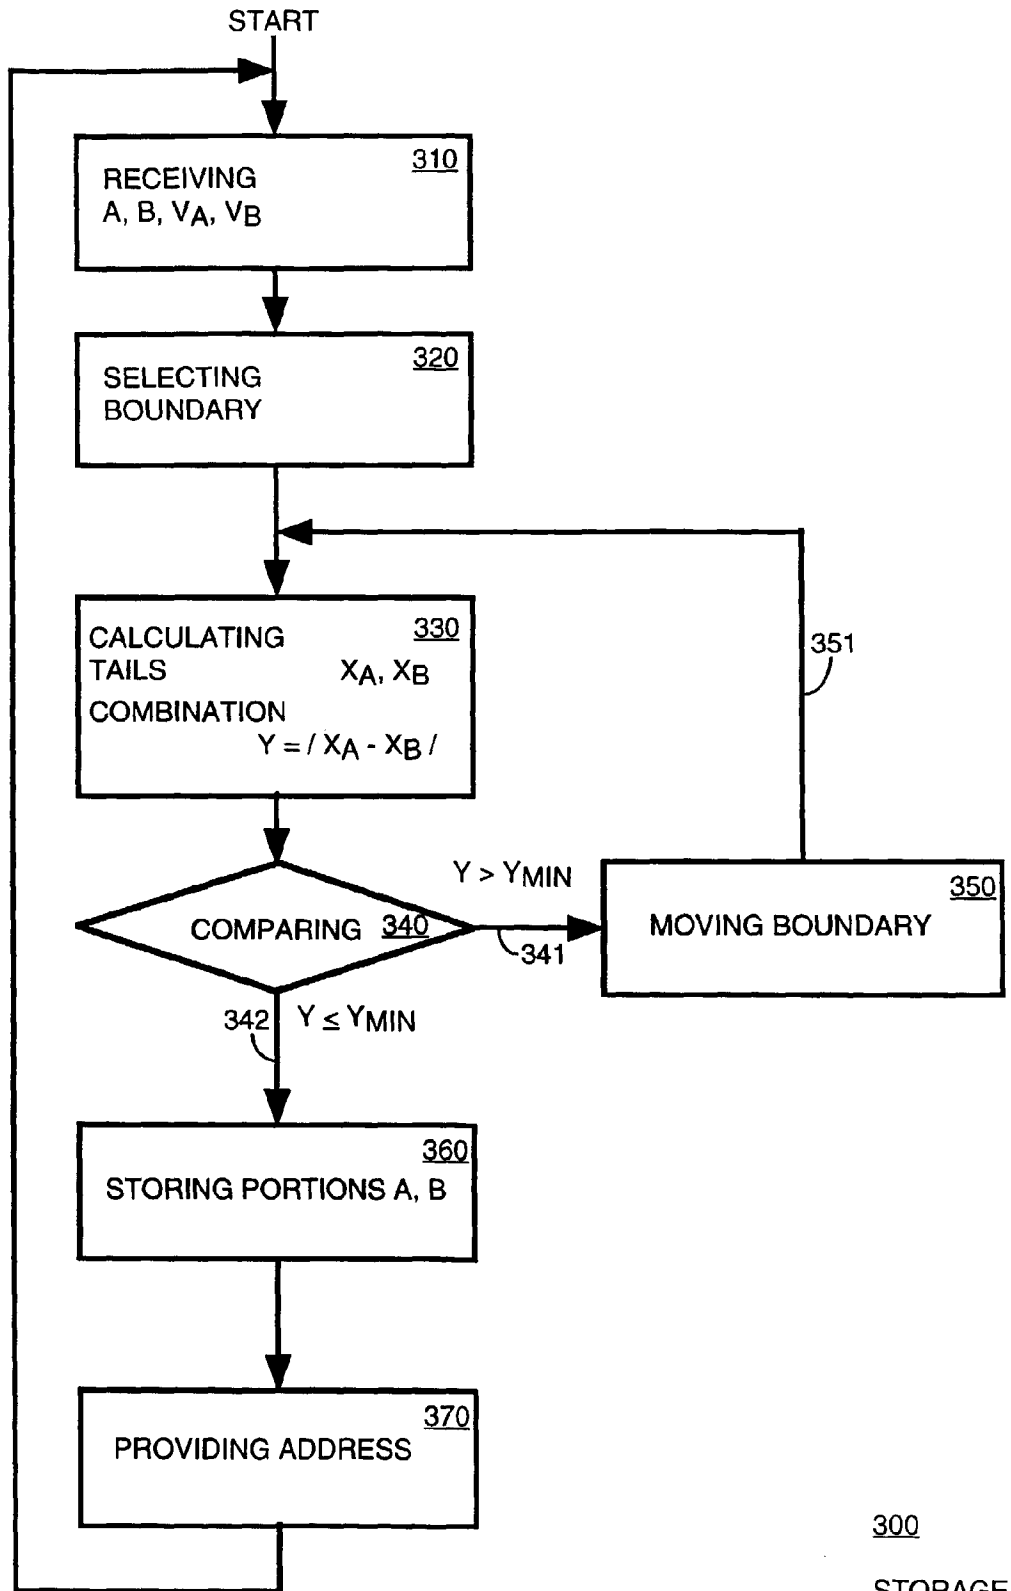 START
310
RECEIVING
A, B, VA, VB
320
SELECTING
BOUNDARY
330
CALCULATING
TAILS XA, XB
COMBINATION
Y = / XA - XB /
351
Y > YMIN
350
MOVING BOUNDARY
COMPARING 340
341
342 Y ≤ YMIN
360
STORING PORTIONS A, B
370
PROVIDING ADDRESS
300
STORAGE